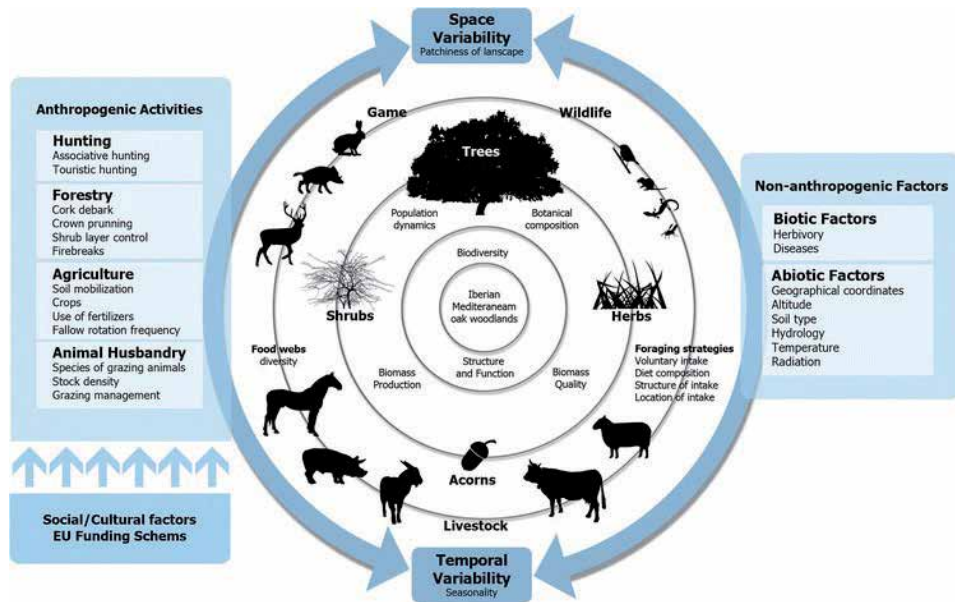 Space
Variability
Patchiness of lanscape
Anthropogenic Activities
Hunting
Associative hunting
Touristic hunting
Forestry
Cork debark
Crown prunning
Shrub layer control
Firebreaks
Agriculture
Soil mobilization
Crops
Use of fertilizers
Fallow rotation frequency
Animal Husbandry
Species of grazing animals
Stock density
Grazing management
Social/Cultural factors
EU Funding Schems
Game
Wildlife
Trees
Population
dynamics
Botanical
composition
Biodiversity
Shrubs
Iberian
Mediteraneam
oak woodlands
Herbs
Food webs
diversity
Biomass
Production
Structure
and Function
Biomass
Quality
Foraging strategies
Voluntary intake
Diet composition
Structure of intake
Location of intake
Acorns
Livestock
Non-anthropogenic Factors
Biotic Factors
Herbivory
Diseases
Abiotic Factors
Geographical coordinates
Altitude
Soil type
Hydrology
Temperature
Radiation
Temporal
Variability
Seasonality